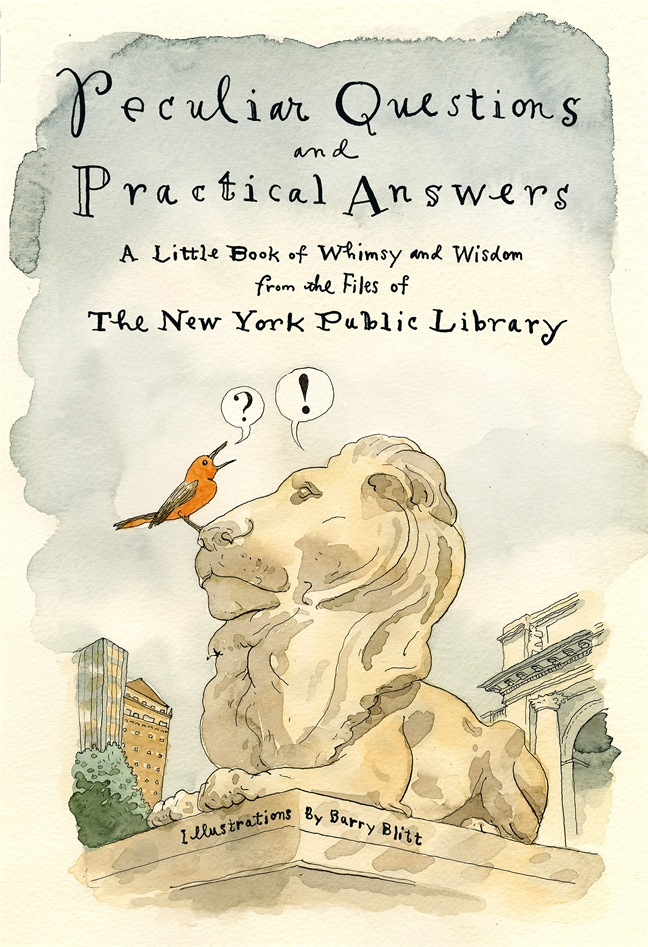 Peculiar Questions
and
Practical Answers
A Little Book of Whimsy and Wisdom
from the Files of
The New York Public Library
?
!
Illustrations By Barry Blitt